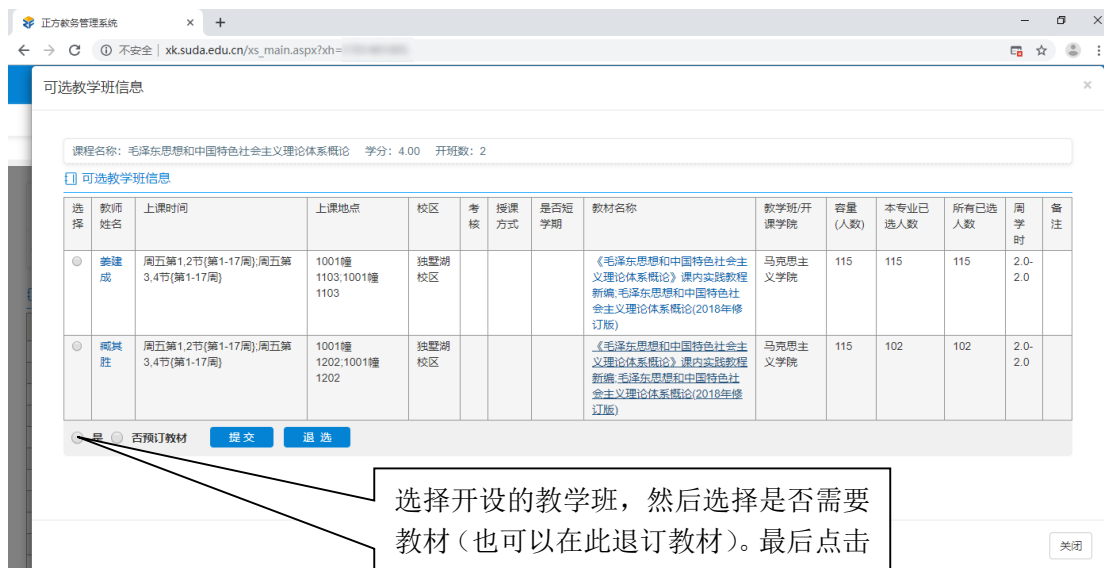 正方教务管理系统
不安全 | xk.suda.edu.cn/xs_main.aspx?xh=
可选教学班信息
课程名称：毛泽东思想和中国特色社会主义理论体系概论 学分：4.00 开班数：2
可选教学班信息
选择 教师姓名 上课时间 上课地点 校区 考核 授课方式 是否短学期 教材名称 教学班/开课学院 容量(人数) 本专业已选人数 所有已选人数 周学时 备注
姜建 周五第1,2节{第1-17周};周五第 1001幢 独墅湖 《毛泽东思想和中国特色社会主 马克思主 115 115 115 2.0-
成 3,4节{第1-17周} 1103;1001幢 校区 义理论体系概论》课内实践教程 义学院 2.0
1103 新编;毛泽东思想和中国特色社
会主义理论体系概论(2018年修
订版)
臧其 周五第1,2节{第1-17周};周五第 1001幢 独墅湖 《毛泽东思想和中国特色社会主 马克思主 115 102 102 2.0-
胜 3,4节{第1-17周} 1202;1001幢 校区 义理论体系概论》课内实践教程 义学院 2.0
1202 新编;毛泽东思想和中国特色社
会主义理论体系概论(2018年修
订版)
是 否预订教材 提交 退选
选择开设的教学班，然后选择是否需要
教材（也可以在此退订教材）。最后点击
关闭